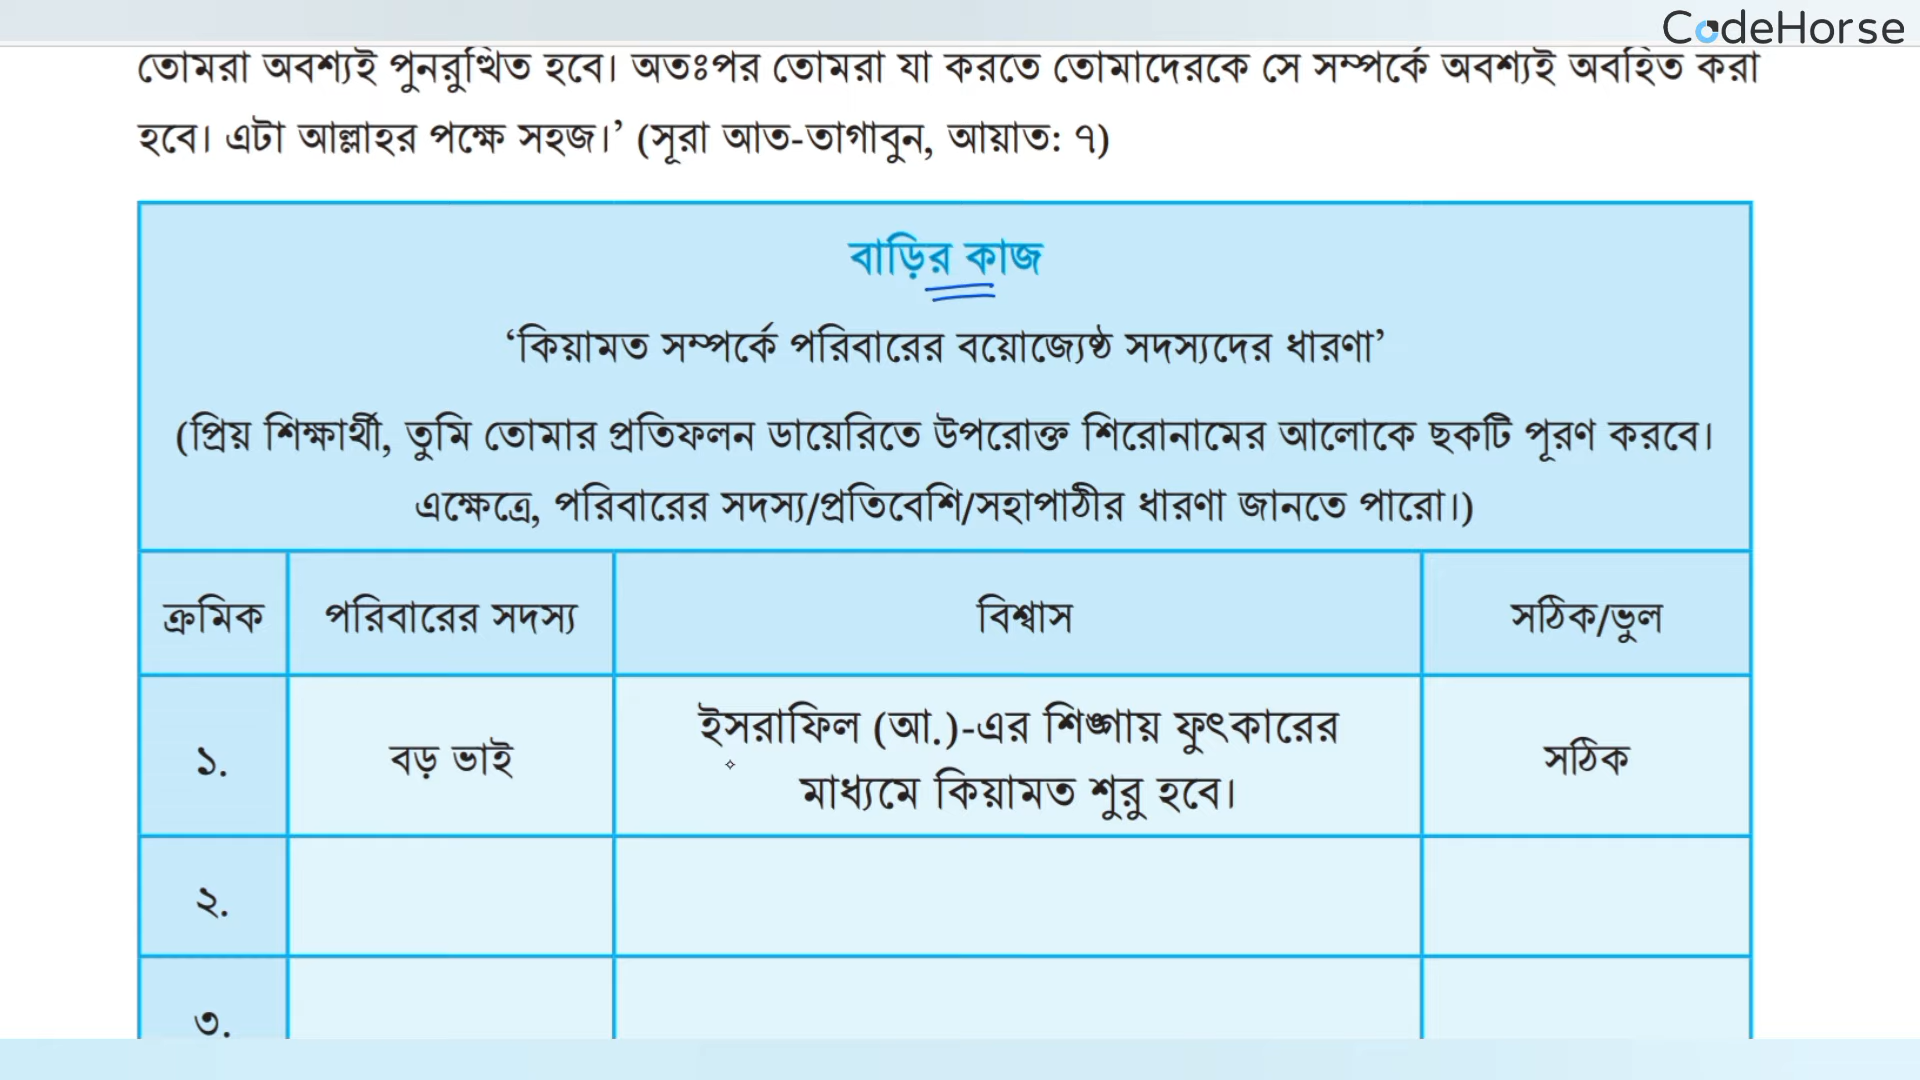 CodeHorse
তোমরা অবশ্যই পুনরুত্থিত হবে। অতঃপর তোমরা যা করতে তোমাদেরকে সে সম্পর্কে অবশ্যই অবহিত করা
হবে। এটা আল্লাহর পক্ষে সহজ।’ (সূরা আত-তাগাবুন, আয়াত: ৭)
বাড়ির কাজ
‘কিয়ামত সম্পর্কে পরিবারের বয়োজ্যেষ্ঠ সদস্যদের ধারণা’
(প্রিয় শিক্ষার্থী, তুমি তোমার প্রতিফলন ডায়েরিতে উপরোক্ত শিরোনামের আলোকে ছকটি পূরণ করবে।
এক্ষেত্রে, পরিবারের সদস্য/প্রতিবেশি/সহাপাঠীর ধারণা জানতে পারো।)
ক্রমিক পরিবারের সদস্য বিশ্বাস সঠিক/ভুল
১. বড় ভাই ইসরাফিল (আ.)-এর শিঙ্গায় ফুৎকারের সঠিক
মাধ্যমে কিয়ামত শুরু হবে।
২.
৩.